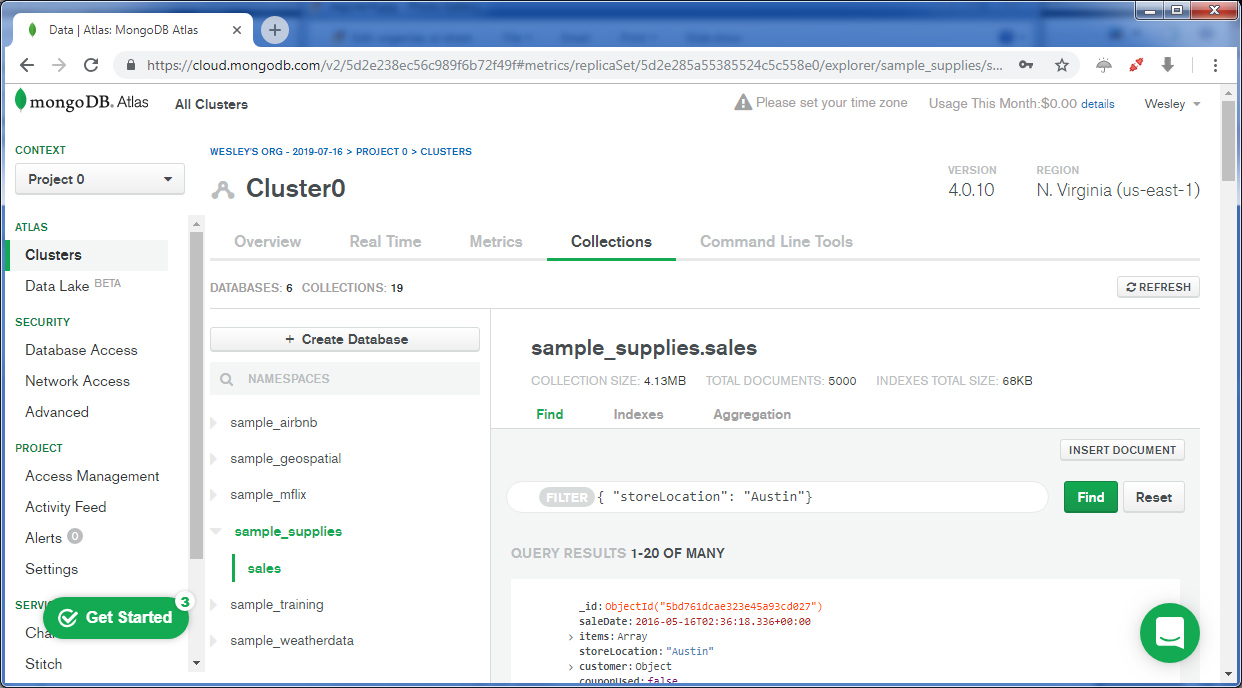 Data | Atlas: MongoDB Atlas
https://cloud.mongodb.com/v2/5d2e238ec56c989f6b72f49f#metrics/replicaSet/5d2e285a55385524c5c558e0/explorer/sample_supplies/s...
mongoDB. Atlas All Clusters Please set your time zone Usage This Month:$0.00 details Wesley
CONTEXT
Project 0
ATLAS
Clusters
Data Lake BETA
SECURITY
Database Access
Network Access
Advanced
PROJECT
Access Management
Activity Feed
Alerts 0
Settings
SERVI
Get Started 3
Cha
Stitch
WESLEY'S ORG - 2019-07-16 > PROJECT 0 > CLUSTERS
Cluster0
VERSION
4.0.10
REGION
N. Virginia (us-east-1)
Overview Real Time Metrics Collections Command Line Tools
DATABASES: 6 COLLECTIONS: 19 REFRESH
+ Create Database
NAMESPACES
sample_airbnb
sample_geospatial
sample_mflix
sample_supplies
sales
sample_training
sample_weatherdata
sample_supplies.sales
COLLECTION SIZE: 4.13MB TOTAL DOCUMENTS: 5000 INDEXES TOTAL SIZE: 68KB
Find Indexes Aggregation
INSERT DOCUMENT
FILTER { "storeLocation": "Austin"} Find Reset
QUERY RESULTS 1-20 OF MANY
_id: ObjectId("5bd761dcae323e45a93cd027")
saleDate: 2016-05-16T02:36:18.336+00:00
items: Array
storeLocation: "Austin"
customer: Object
couponUsed: false